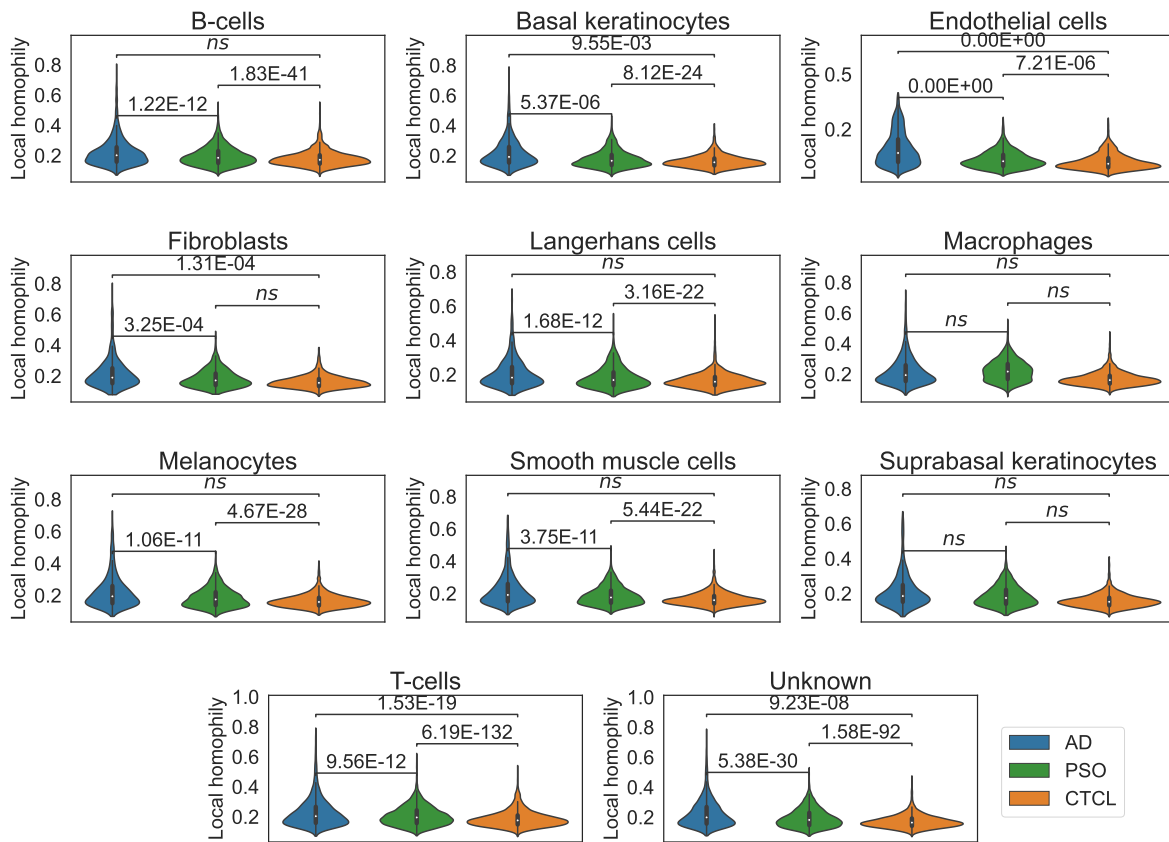 B-cells
Local homophily
0.8
0.6
0.4
0.2
ns
1.83E-41
1.22E-12
Basal keratinocytes
Local homophily
0.8
0.6
0.4
0.2
9.55E-03
8.12E-24
5.37E-06
Endothelial cells
Local homophily
0.5
0.2
0.00E+00
7.21E-06
0.00E+00
Fibroblasts
Local homophily
0.8
0.6
0.4
0.2
1.31E-04
ns
3.25E-04
Langerhans cells
Local homophily
0.8
0.6
0.4
0.2
ns
3.16E-22
1.68E-12
Macrophages
Local homophily
0.8
0.6
0.4
0.2
ns
ns
ns
Melanocytes
Local homophily
0.8
0.6
0.4
0.2
ns
4.67E-28
1.06E-11
Smooth muscle cells
Local homophily
0.8
0.6
0.4
0.2
ns
5.44E-22
3.75E-11
Suprabasal keratinocytes
Local homophily
0.8
0.6
0.4
0.2
ns
ns
ns
T-cells
Local homophily
1.0
0.8
0.6
0.4
0.2
1.53E-19
6.19E-132
9.56E-12
Unknown
Local homophily
1.0
0.8
0.6
0.4
0.2
9.23E-08
1.58E-92
5.38E-30
AD
PSO
CTCL